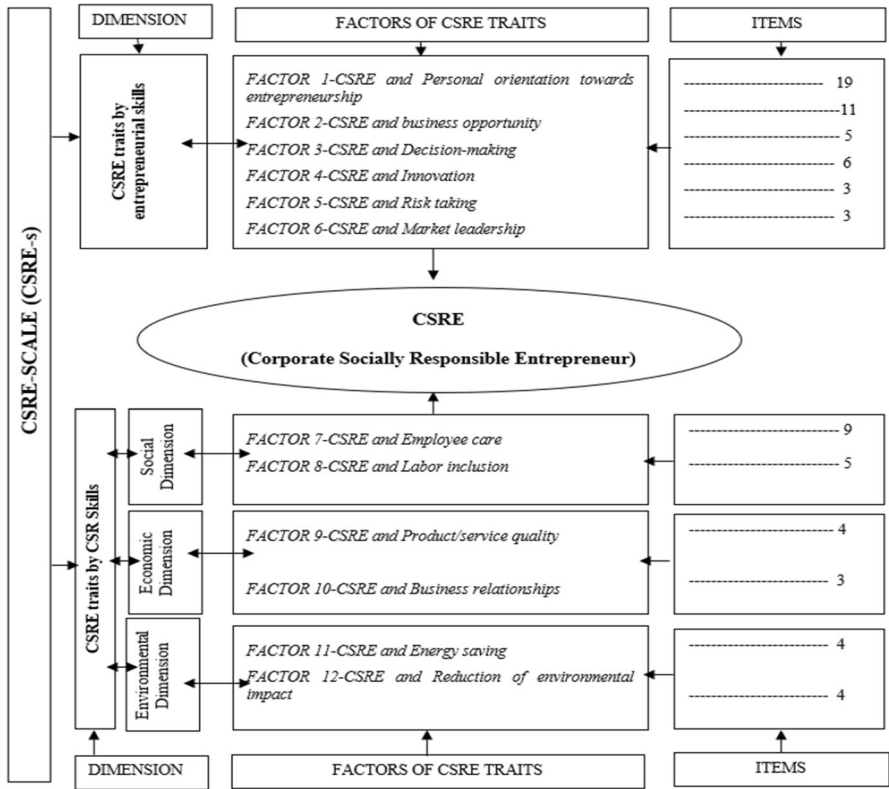 DIMENSION
FACTORS OF CSRE TRAITS
ITEMS
CSRE-SCALE (CSRE-s)
CSRE traits by
entrepreneurial skills
FACTOR 1-CSRE and Personal orientation towards
entrepreneurship
FACTOR 2-CSRE and business opportunity
FACTOR 3-CSRE and Decision-making
FACTOR 4-CSRE and Innovation
FACTOR 5-CSRE and Risk taking
FACTOR 6-CSRE and Market leadership
-------------------------------- 19
-----------------------------------11
----------------------------------- 5
----------------------------------- 6
----------------------------------- 3
----------------------------------- 3
CSRE
(Corporate Socially Responsible Entrepreneur)
CSRE traits by CSR Skills
Social
Dimension
FACTOR 7-CSRE and Employee care
FACTOR 8-CSRE and Labor inclusion
----------------------------------- 9
----------------------------------- 5
Economic
Dimension
FACTOR 9-CSRE and Product/service quality
FACTOR 10-CSRE and Business relationships
-------------------------------- 4
-------------------------------- 3
Environmental
Dimension
FACTOR 11-CSRE and Energy saving
FACTOR 12-CSRE and Reduction of environmental
impact
-------------------------------- 4
-------------------------------- 4
DIMENSION
FACTORS OF CSRE TRAITS
ITEMS